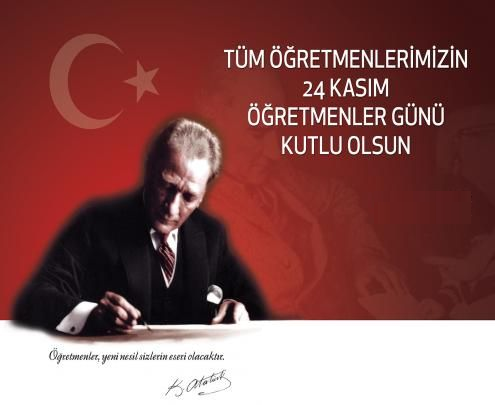 TÜM ÖĞRETMENLERİMİZİN
24 KASIM
ÖĞRETMENLER GÜNÜ
KUTLU OLSUN
Öğretmenler, yeni nesil sizlerin eseri olacaktır.
K. Atatürk